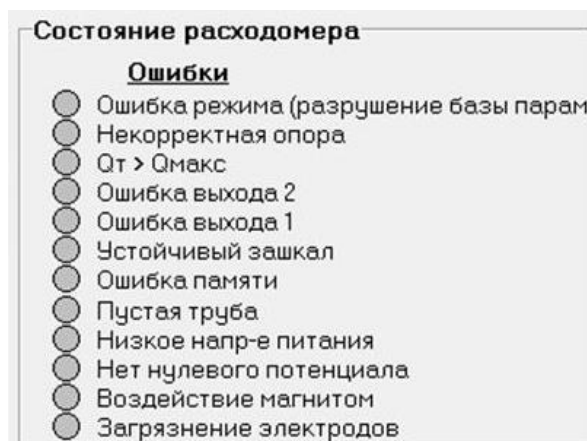 Состояние расходомера
Ошибки
Ошибка режима (разрушение базы парам
Некорректная опора
Qт > Qмакс
Ошибка выхода 2
Ошибка выхода 1
Устойчивый зашкал
Ошибка памяти
Пустая труба
Низкое напр-е питания
Нет нулевого потенциала
Воздействие магнитом
Загрязнение электродов